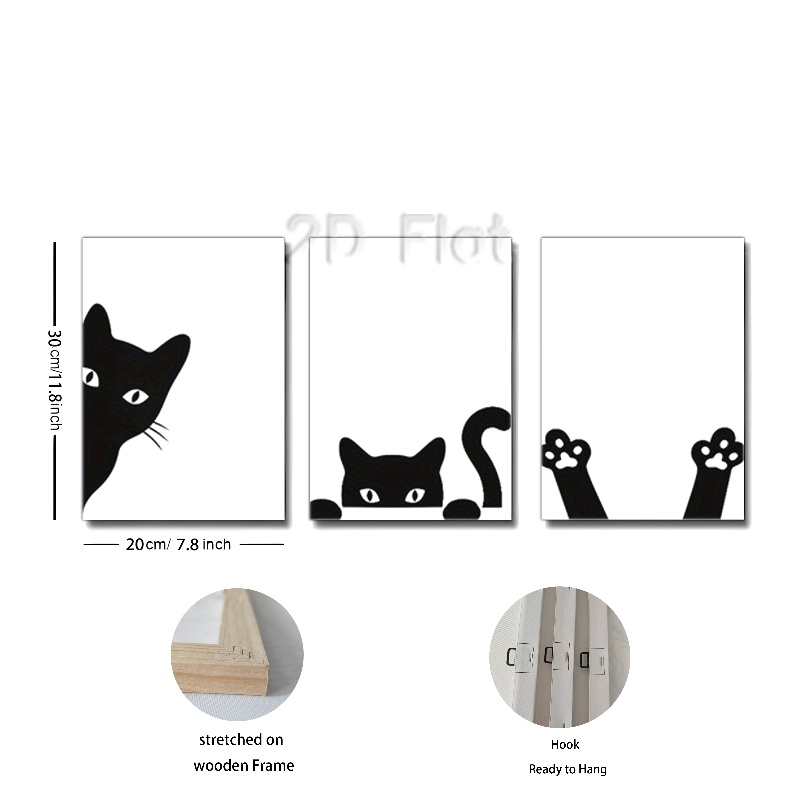 2D Flat
30cm/11.8inch
20cm/ 7.8 inch
stretched on
wooden Frame
Hook
Ready to Hang